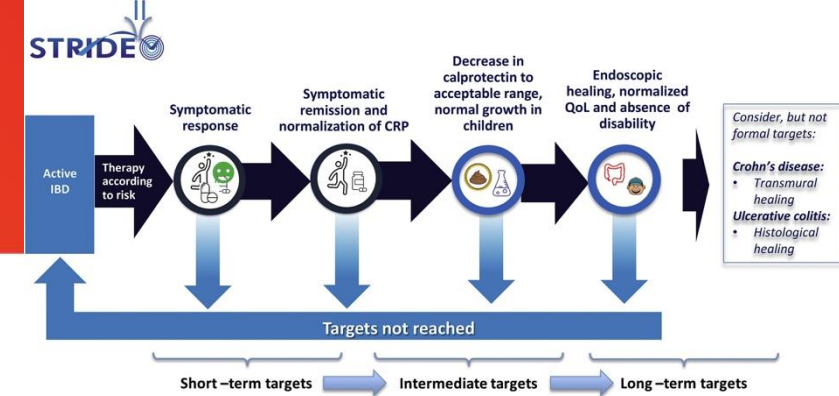 STRIDE
Symptomatic
response
Symptomatic
remission and
normalization of CRP
Decrease in
calprotectin to
acceptable range,
normal growth in
children
Endoscopic
healing, normalized
QoL and absence of
disability
Consider, but not
formal targets:
Crohn's disease:
• Transmural
healing
Ulcerative colitis:
• Histological
healing
Active
IBD
Therapy
according
to risk
Targets not reached
Short –term targets
Intermediate targets
Long –term targets